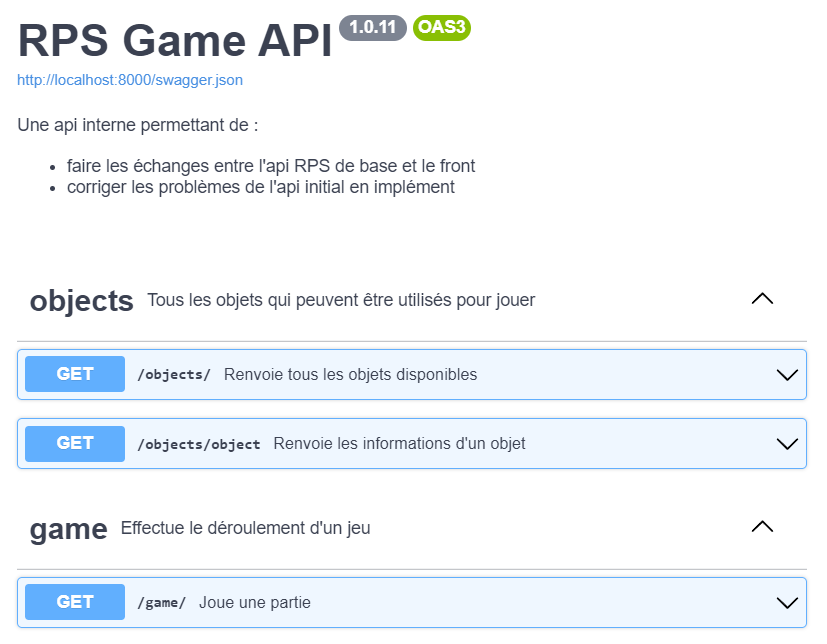 RPS Game API 1.0.11 OAS3
http://localhost:8000/swagger.json
Une api interne permettant de :
faire les échanges entre l'api RPS de base et le front
corriger les problèmes de l'api initial en implément
objects Tous les objets qui peuvent être utilisés pour jouer
GET /objects/ Renvoie tous les objets disponibles
GET /objects/object Renvoie les informations d'un objet
game Effectue le déroulement d'un jeu
GET /game/ Joue une partie